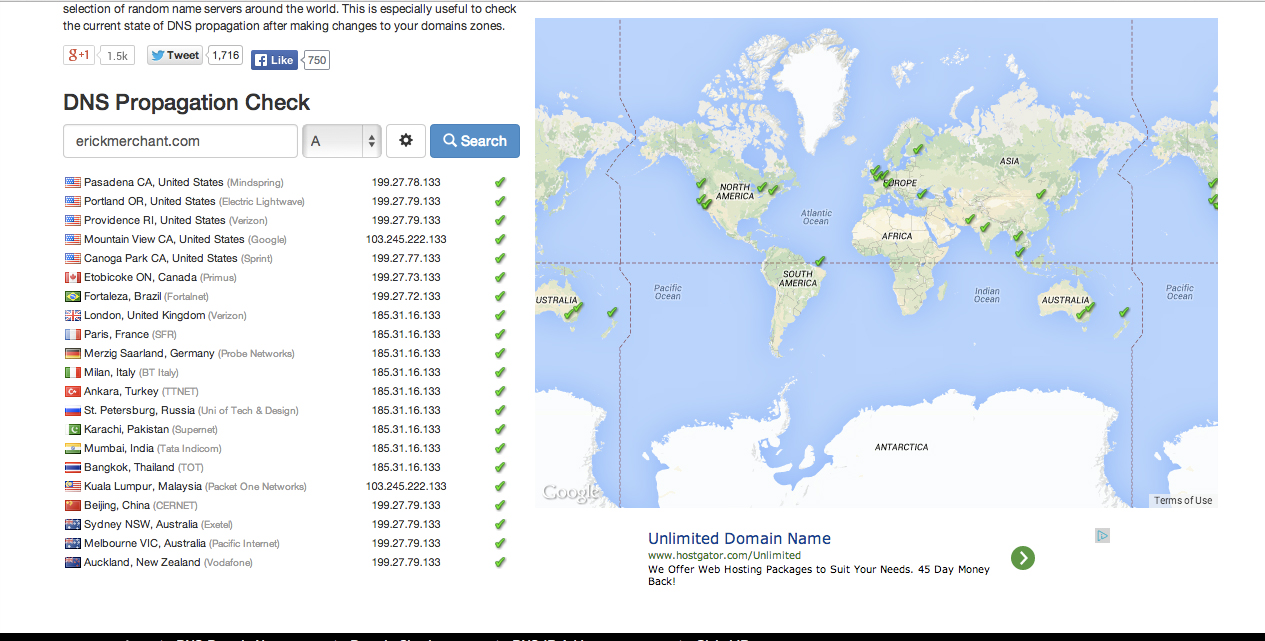 selection of random name servers around the world. This is especially useful to check
the current state of DNS propagation after making changes to your domains zones.
g+1 1.5k Tweet 1,716 Like 750
DNS Propagation Check
erickmerchant.com A Search
Pasadena CA, United States (Mindspring) 199.27.78.133
Portland OR, United States (Electric Lightwave) 199.27.79.133
Providence RI, United States (Verizon) 199.27.79.133
Mountain View CA, United States (Google) 103.245.222.133
Canoga Park CA, United States (Sprint) 199.27.77.133
Etobicoke ON, Canada (Primus) 199.27.73.133
Fortaleza, Brazil (Fortalnet) 199.27.72.133
London, United Kingdom (Verizon) 185.31.16.133
Paris, France (SFR) 185.31.16.133
Merzig Saarland, Germany (Probe Networks) 185.31.16.133
Milan, Italy (BT Italy) 185.31.16.133
Ankara, Turkey (TTNET) 185.31.16.133
St. Petersburg, Russia (Uni of Tech & Design) 185.31.16.133
Karachi, Pakistan (Supernet) 185.31.16.133
Mumbai, India (Tata Indicom) 185.31.16.133
Bangkok, Thailand (TOT) 185.31.16.133
Kuala Lumpur, Malaysia (Packet One Networks) 103.245.222.133
Beijing, China (CERNET) 199.27.79.133
Sydney NSW, Australia (Exetel) 199.27.79.133
Melbourne VIC, Australia (Pacific Internet) 199.27.79.133
Auckland, New Zealand (Vodafone) 199.27.79.133
ASIA
NORTH
AMERICA
EUROPE
Atlantic
Ocean
AFRICA
SOUTH
AMERICA
Pacific
Ocean
Indian
Ocean
Pacific
Ocean
USTRALIA
AUSTRALIA
ANTARCTICA
Google
Terms of Use
Unlimited Domain Name
www.hostgator.com/Unlimited
We Offer Web Hosting Packages to Suit Your Needs. 45 Day Money
Back!